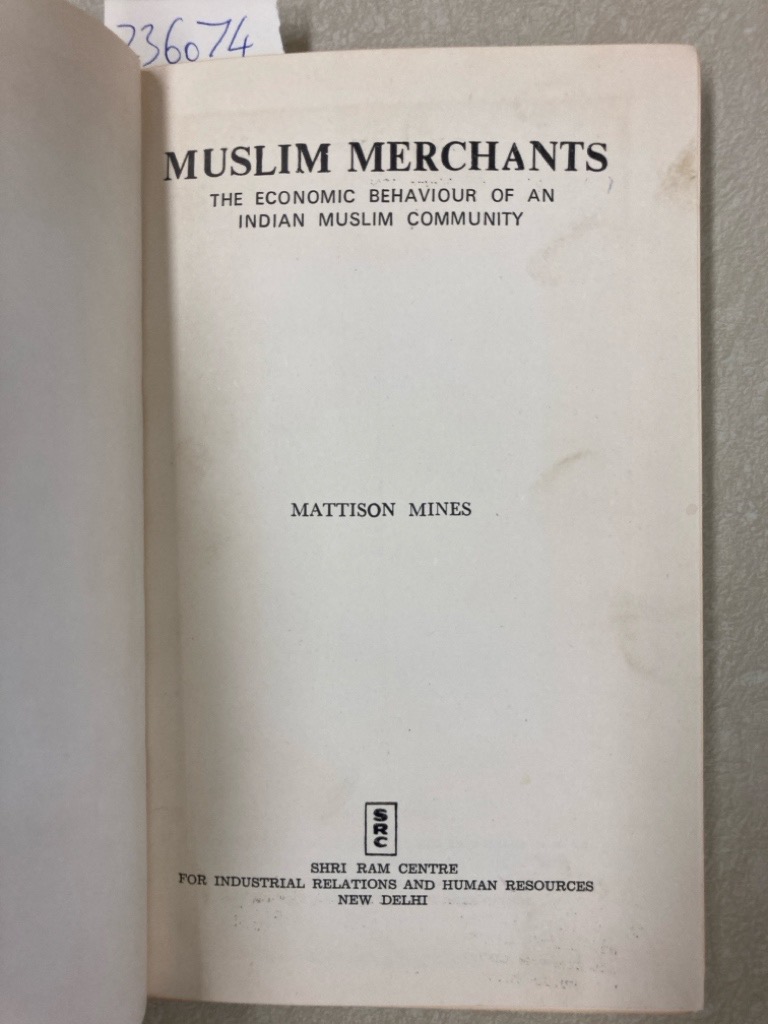 236074
MUSLIM MERCHANTS
THE ECONOMIC BEHAVIOUR OF AN
INDIAN MUSLIM COMMUNITY
MATTISON MINES
SRC
SHRI RAM CENTRE
FOR INDUSTRIAL RELATIONS AND HUMAN RESOURCES
NEW DELHI